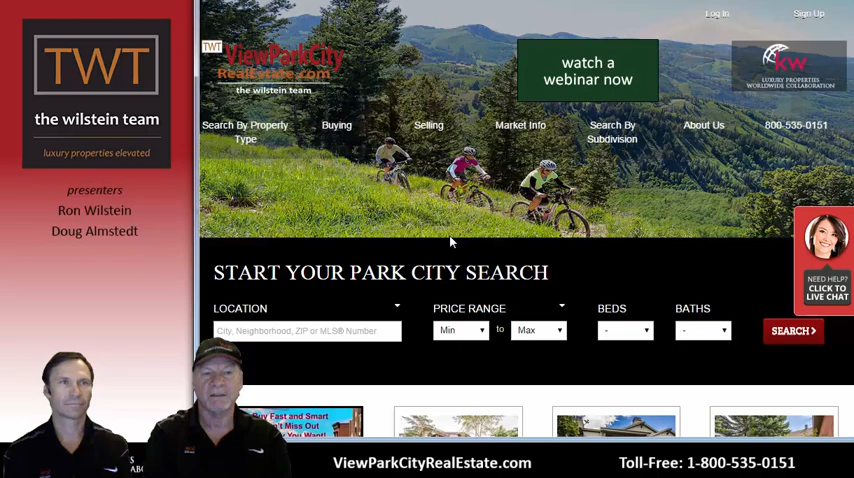 TWT
the wilstein team
luxury properties elevated
presenters
Ron Wilstein
Doug Almstedt
Log In
Sign Up
TWT
ViewParkCity
RealEstate.com
the wilstein team
watch a
webinar now
kw
LUXURY PROPERTIES
WORLDWIDE COLLABORATION
Search By Property
Type
Buying
Selling
Market Info
Search By
Subdivision
About Us
800-535-0151
START YOUR PARK CITY SEARCH
LOCATION
PRICE RANGE
BEDS
BATHS
City, Neighborhood, ZIP or MLS® Number
Min
to
Max
-
-
SEARCH
NEED HELP?
CLICK TO
LIVE CHAT
Buy Fast and Smart
Miss Out
You Want!
ViewParkCityRealEstate.com
Toll-Free: 1-800-535-0151